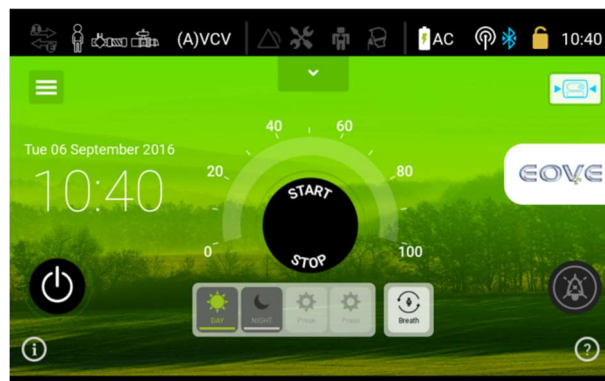 (A)VCV
AC
10:40
Tue 06 September 2016
10:40
0
20
40
60
80
100
START
STOP
EOVE
DAY
NIGHT
Breath
i
?